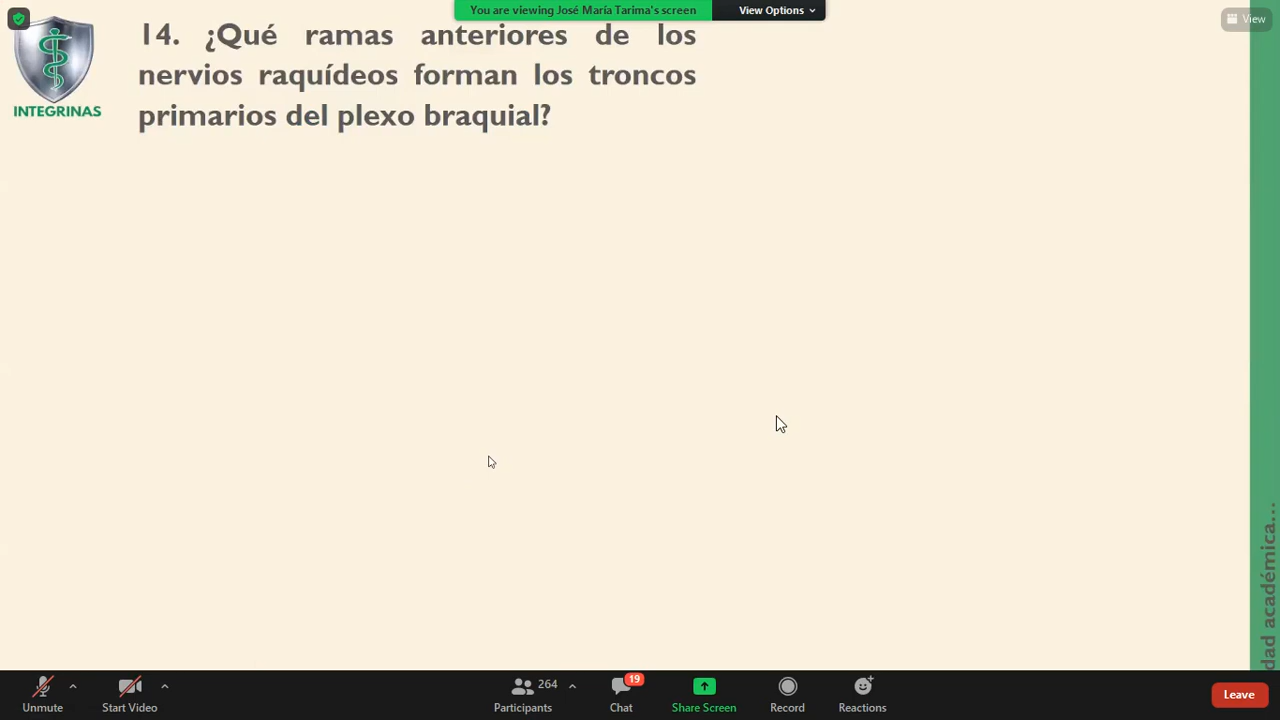 You are viewing José María Tarima's screen
View Options
View
INTEGRINAS
14. ¿Qué ramas anteriores de los
nervios raquídeos forman los troncos
primarios del plexo braquial?
dad académica...
Unmute
Start Video
264
Participants
19
Chat
Share Screen
Record
Reactions
Leave